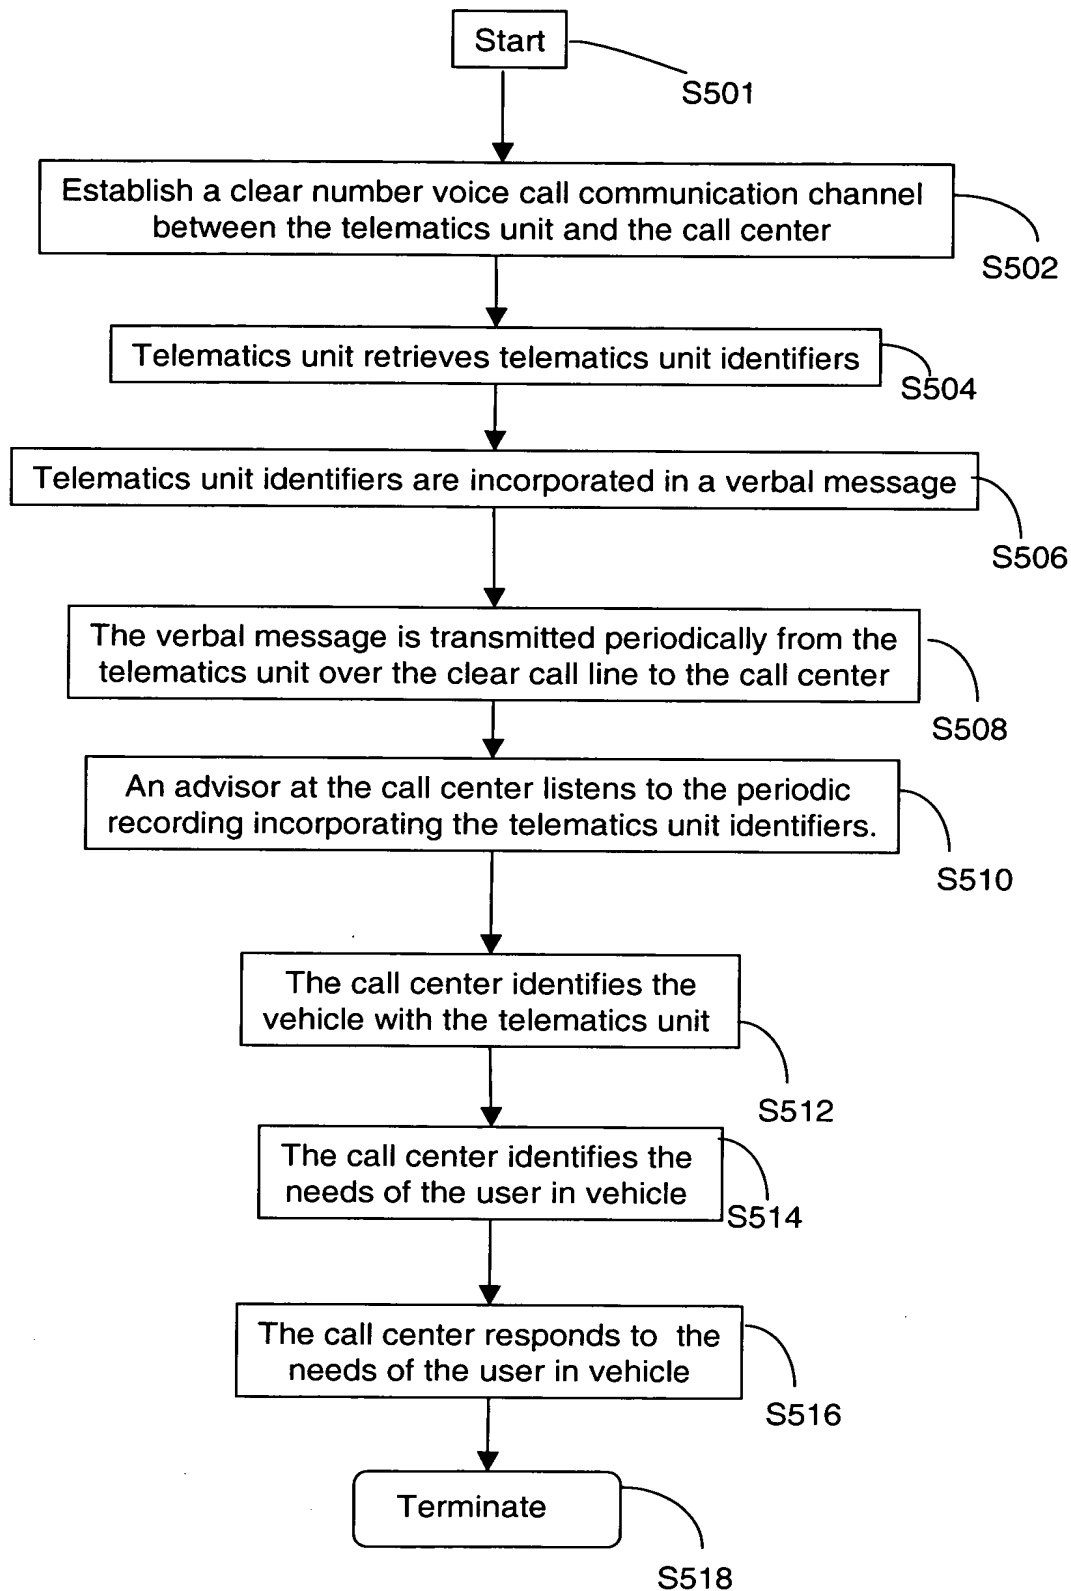 Start
S501
Establish a clear number voice call communication channel
between the telematics unit and the call center
S502
Telematics unit retrieves telematics unit identifiers
S504
Telematics unit identifiers are incorporated in a verbal message
S506
The verbal message is transmitted periodically from the
telematics unit over the clear call line to the call center
S508
An advisor at the call center listens to the periodic
recording incorporating the telematics unit identifiers.
S510
The call center identifies the
vehicle with the telematics unit
S512
The call center identifies the
needs of the user in vehicle
S514
The call center responds to the
needs of the user in vehicle
S516
Terminate
S518